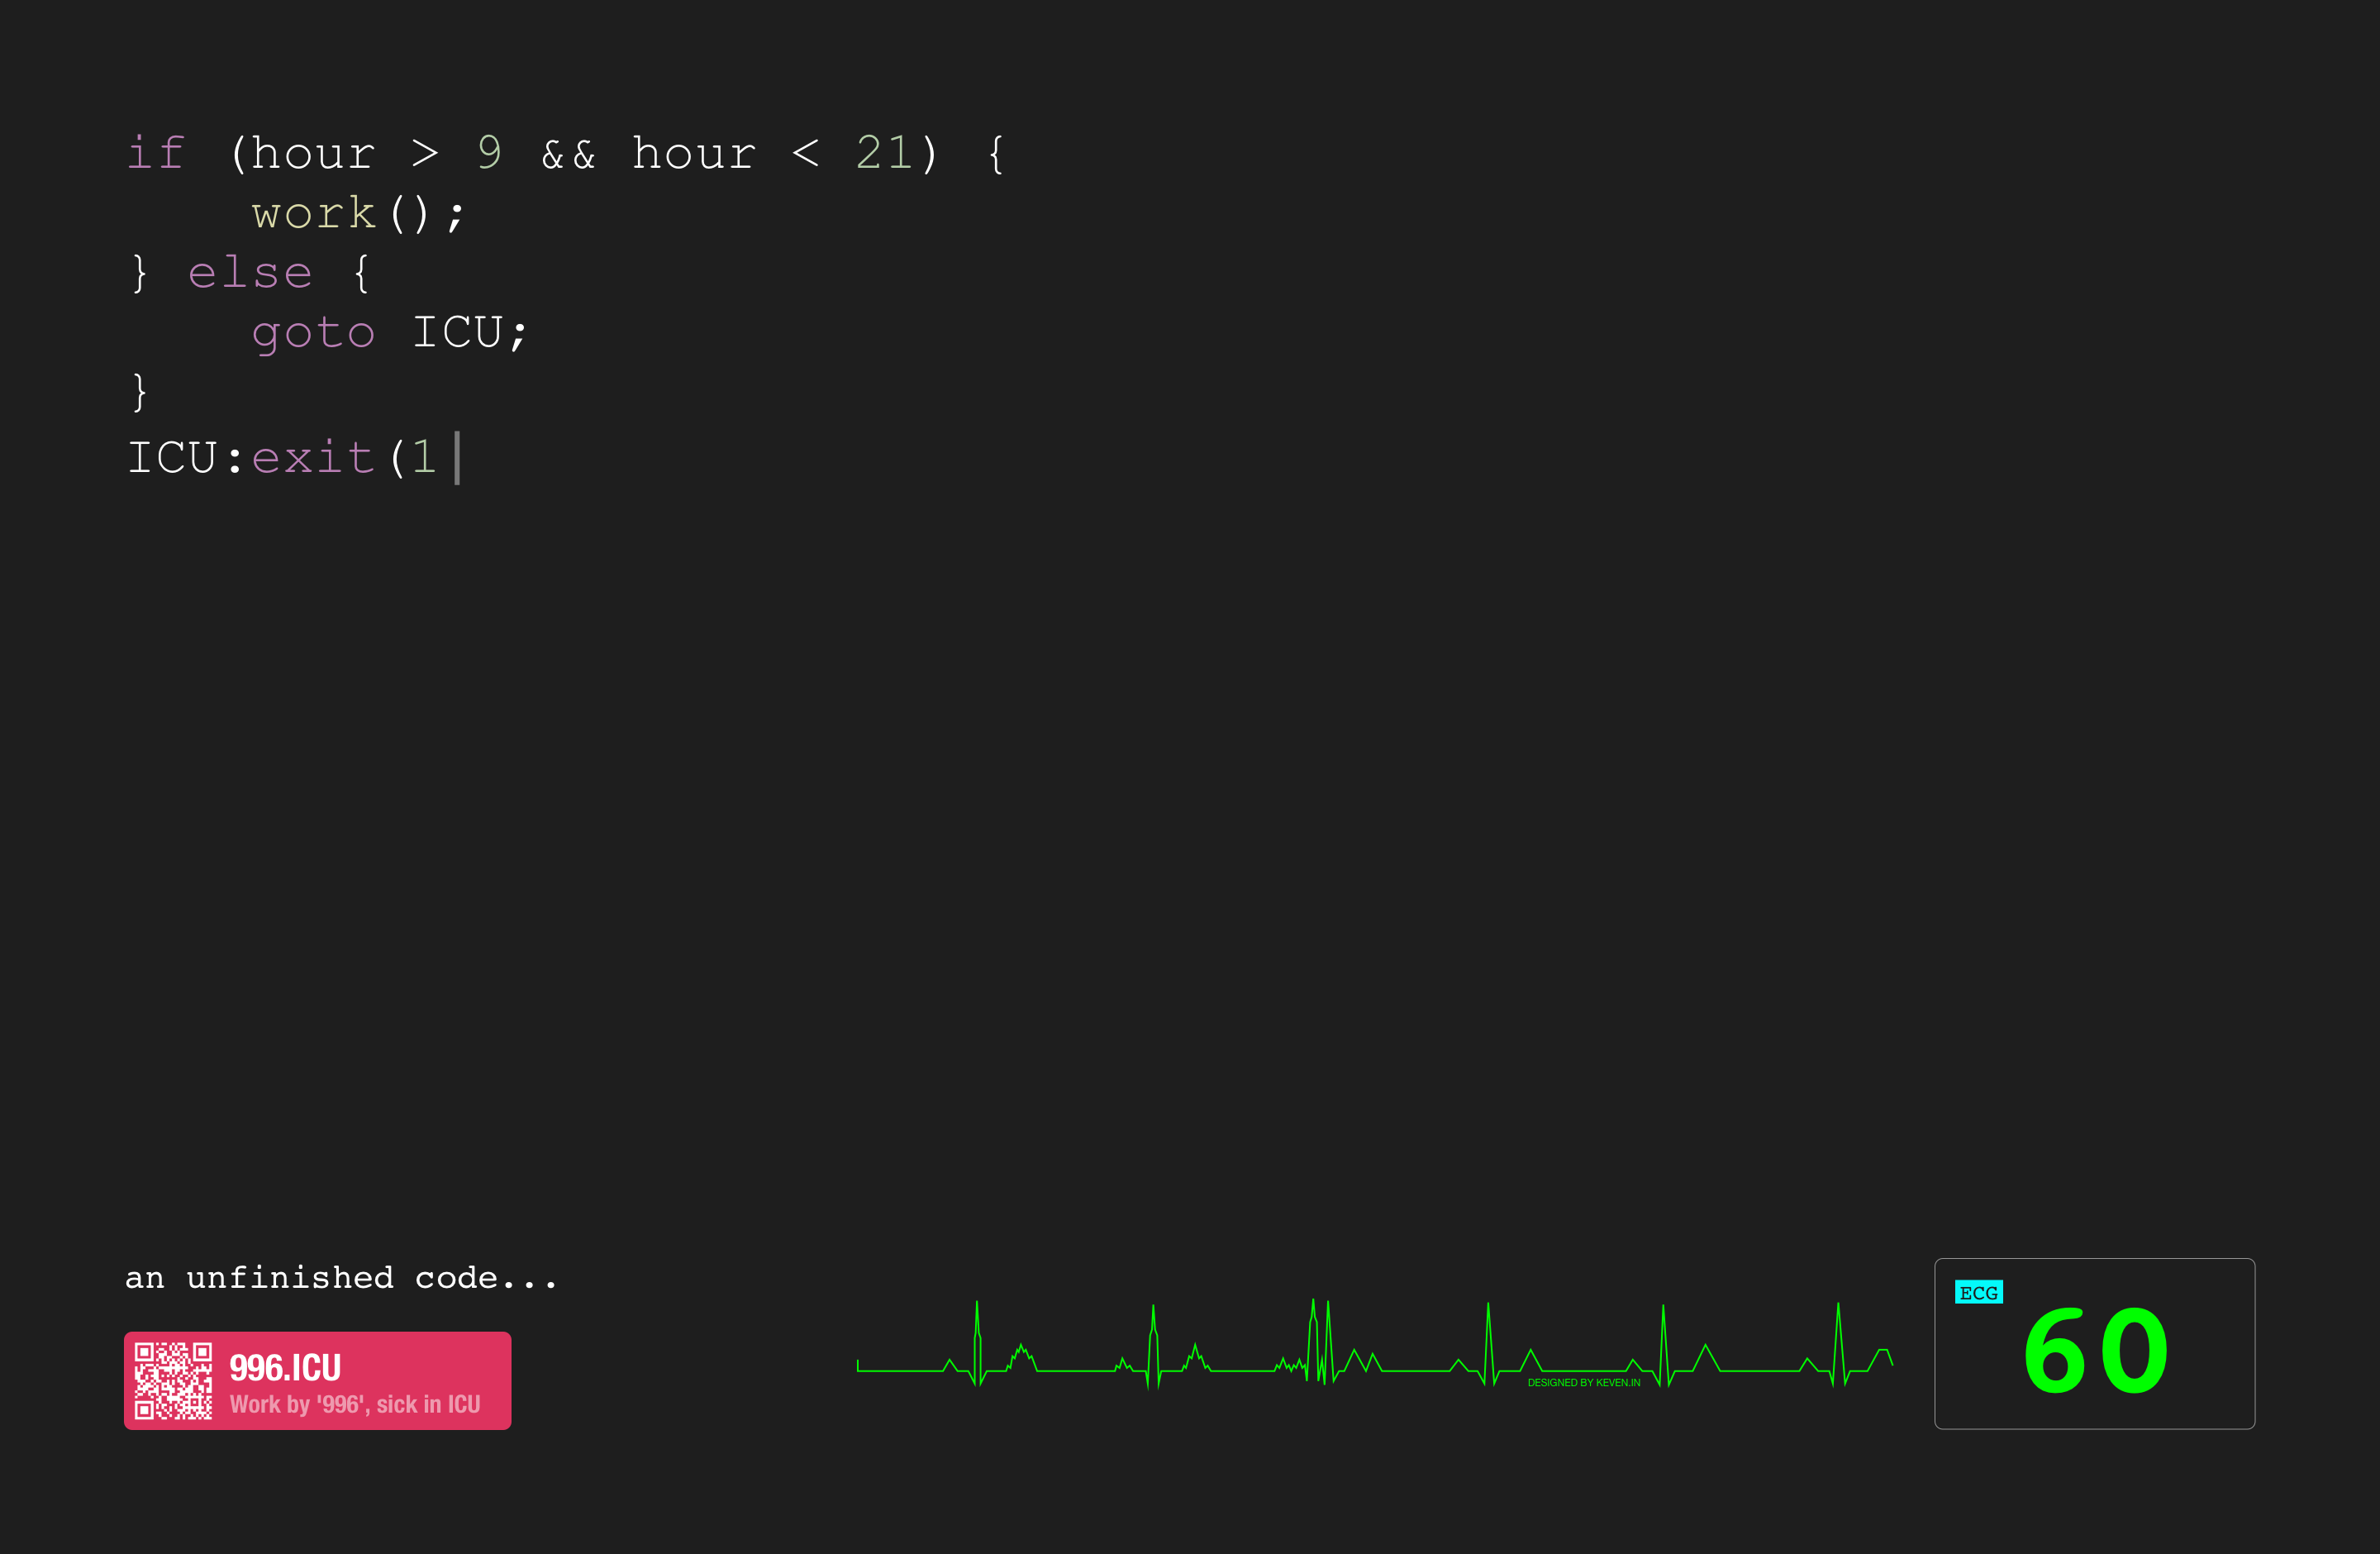 if (hour > 9 && hour < 21) {
    work();
} else {
    goto ICU;
}
ICU:exit(1
an unfinished code...
996.ICU
Work by '996', sick in ICU
DESIGNED BY KEVEN.IN
ECG
60